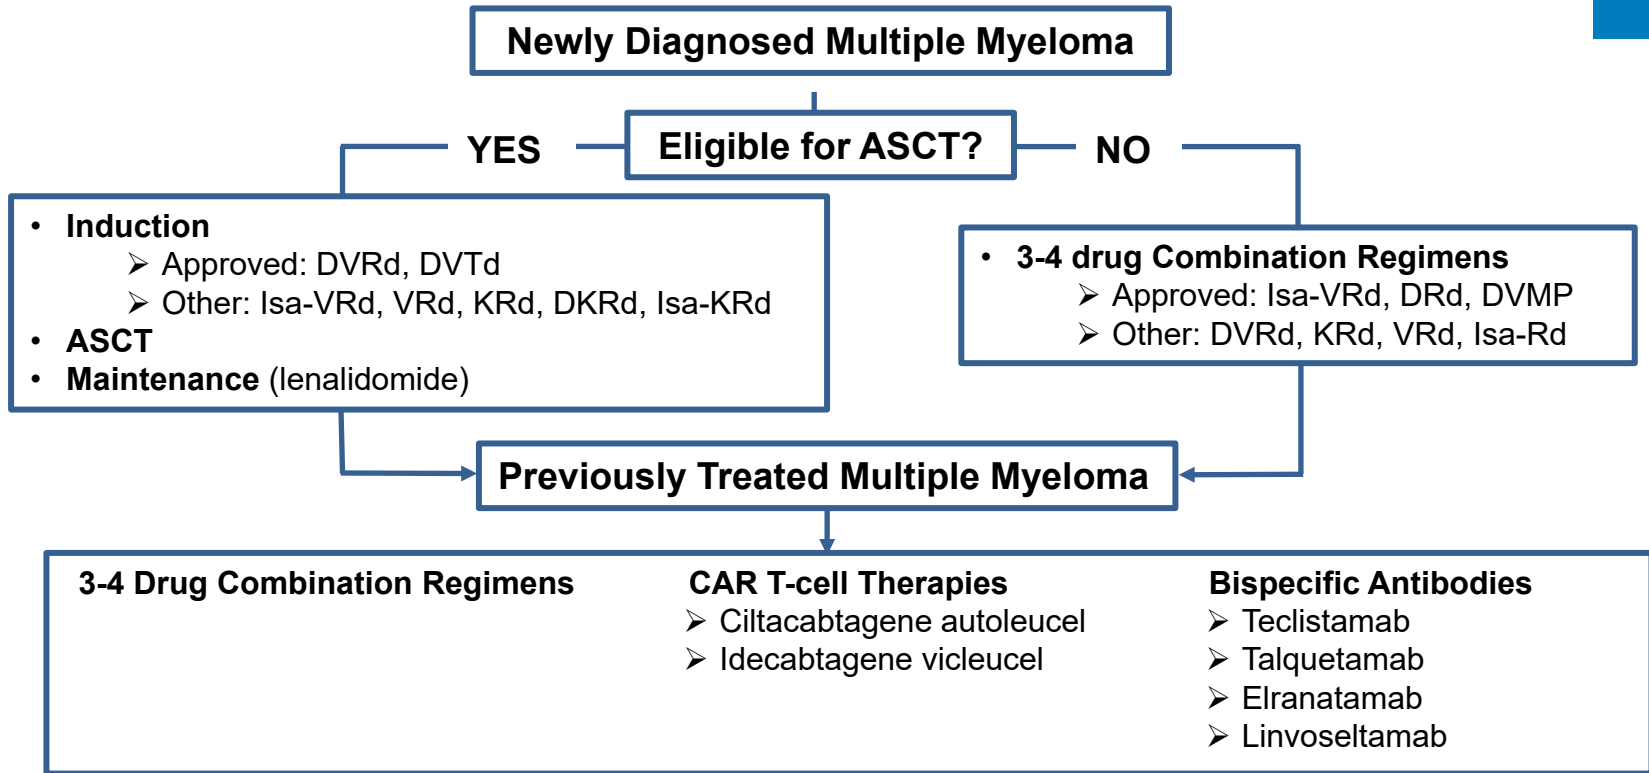 Newly Diagnosed Multiple Myeloma
YES
Eligible for ASCT?
NO
• Induction
➢ Approved: DVRd, DVTd
➢ Other: Isa-VRd, VRd, KRd, DKRd, Isa-KRd
• ASCT
• Maintenance (lenalidomide)
• 3-4 drug Combination Regimens
➢ Approved: Isa-VRd, DRd, DVMP
➢ Other: DVRd, KRd, VRd, Isa-Rd
Previously Treated Multiple Myeloma
3-4 Drug Combination Regimens
CAR T-cell Therapies
➢ Ciltacabtagene autoleucel
➢ Idecabtagene vicleucel
Bispecific Antibodies
➢ Teclistamab
➢ Talquetamab
➢ Elranatamab
➢ Linvoseltamab